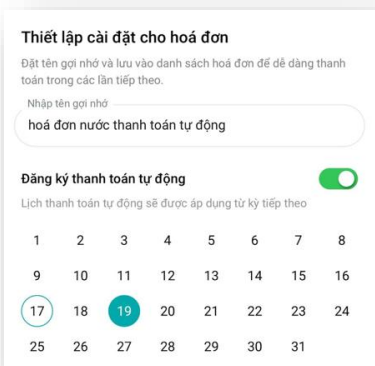 Thiết lập cài đặt cho hoá đơn
Đặt tên gợi nhớ và lưu vào danh sách hoá đơn để dễ dàng thanh
toán trong các lần tiếp theo.
Nhập tên gợi nhớ
hoá đơn nước thanh toán tự động
Đăng ký thanh toán tự động
Lịch thanh toán tự động sẽ được áp dụng từ kỳ tiếp theo
1 2 3 4 5 6 7 8
9 10 11 12 13 14 15 16
17 18 19 20 21 22 23 24
25 26 27 28 29 30 31